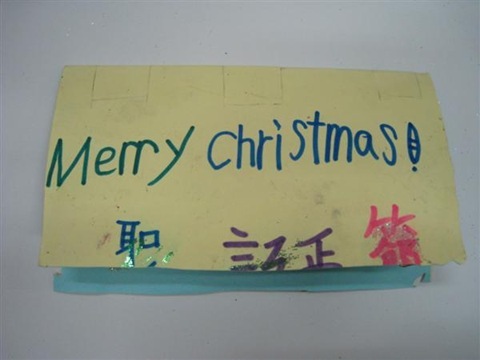 Merry Christmas!
聖誕節